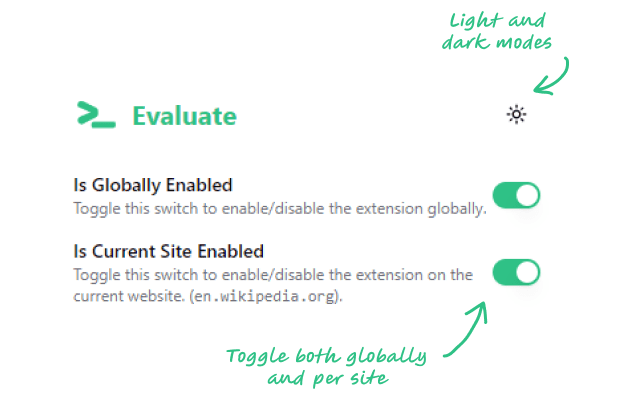 Light and
dark modes
Evaluate
Is Globally Enabled
Toggle this switch to enable/disable the extension globally.
Is Current Site Enabled
Toggle this switch to enable/disable the extension on the
current website. (en.wikipedia.org).
Toggle both globally
and per site